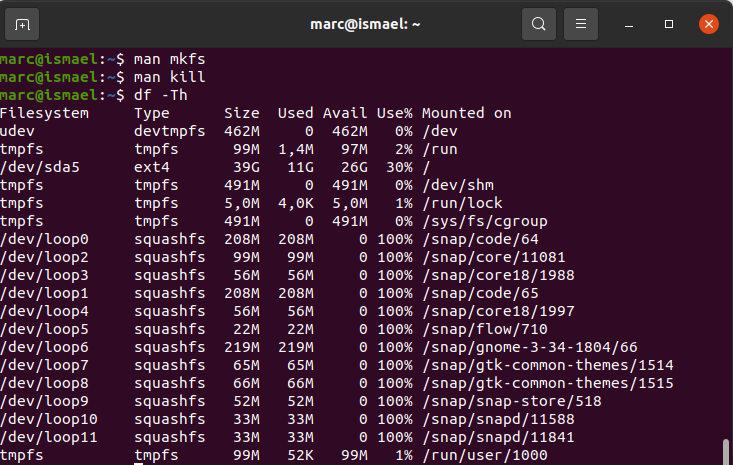 marc@ismael: ~
marc@ismael:~$ man mkfs
marc@ismael:~$ man kill
marc@ismael:~$ df -Th
Filesystem     Type      Size  Used Avail Use% Mounted on
udev           devtmpfs  462M     0  462M   0% /dev
tmpfs          tmpfs      99M  1,4M   97M   2% /run
/dev/sda5      ext4       39G   11G   26G  30% /
tmpfs          tmpfs     491M     0  491M   0% /dev/shm
tmpfs          tmpfs     5,0M  4,0K  5,0M   1% /run/lock
tmpfs          tmpfs     491M     0  491M   0% /sys/fs/cgroup
/dev/loop0     squashfs  208M  208M     0 100% /snap/code/64
/dev/loop2     squashfs   99M   99M     0 100% /snap/core/11081
/dev/loop3     squashfs   56M   56M     0 100% /snap/core18/1988
/dev/loop1     squashfs  208M  208M     0 100% /snap/code/65
/dev/loop4     squashfs   56M   56M     0 100% /snap/core18/1997
/dev/loop5     squashfs   22M   22M     0 100% /snap/flow/710
/dev/loop6     squashfs  219M  219M     0 100% /snap/gnome-3-34-1804/66
/dev/loop7     squashfs   65M   65M     0 100% /snap/gtk-common-themes/1514
/dev/loop8     squashfs   66M   66M     0 100% /snap/gtk-common-themes/1515
/dev/loop9     squashfs   52M   52M     0 100% /snap/snap-store/518
/dev/loop10    squashfs   33M   33M     0 100% /snap/snapd/11588
/dev/loop11    squashfs   33M   33M     0 100% /snap/snapd/11841
tmpfs          tmpfs      99M   52K   99M   1% /run/user/1000